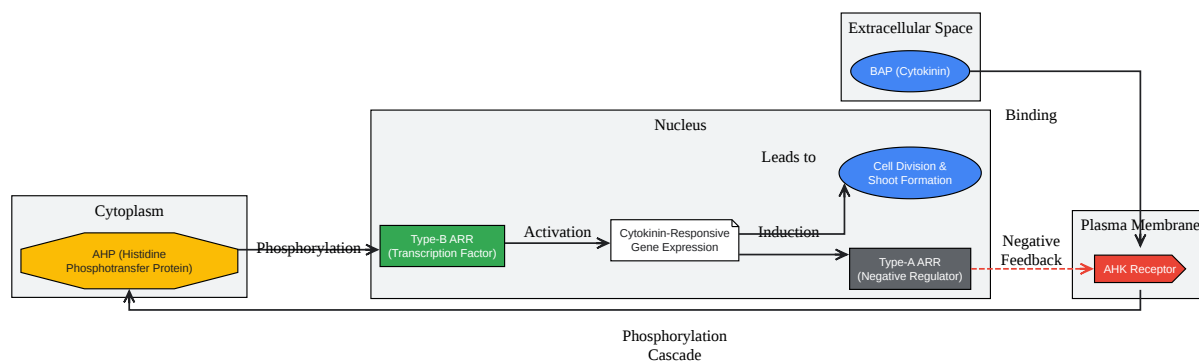 Extracellular Space
BAP (Cytokinin)
Binding
Nucleus
Leads to
Cell Division &
Shoot Formation
Cytoplasm
AHP (Histidine
Phosphotransfer Protein)
Phosphorylation
Type-B ARR
(Transcription Factor)
Activation
Cytokinin-Responsive
Gene Expression
Induction
Type-A ARR
(Negative Regulator)
Negative
Feedback
Plasma Membrane
AHK Receptor
Phosphorylation
Cascade